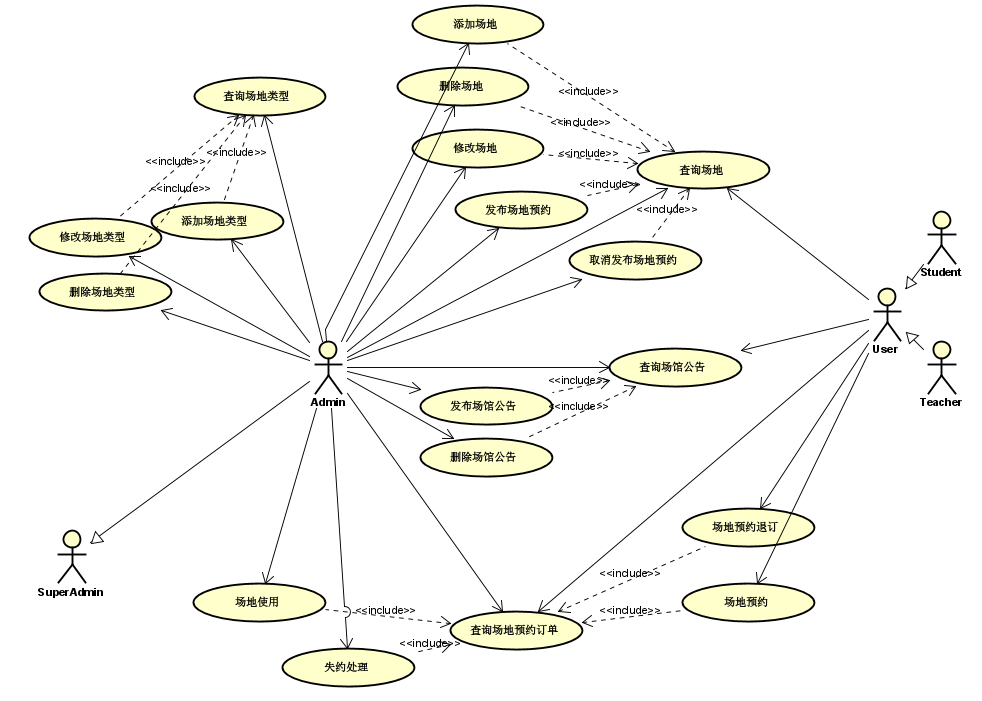 添加场地
删除场地
<<include>>
查询场地类型
<<include>>
修改场地
<<include>>
<<include>>
<<include>>
查询场地
<<include>>
<<include>>
发布场地预约
<<include>>
添加场地类型
修改场地类型
取消发布场地预约
Student
删除场地类型
User
查询场馆公告
<<include>>
Admin
发布场馆公告
<<include>>
Teacher
删除场馆公告
场地预约退订
<<include>>
SuperAdmin
场地使用
<<include>>
<<include>>
场地预约
查询场地预约订单
<<include>>
失约处理